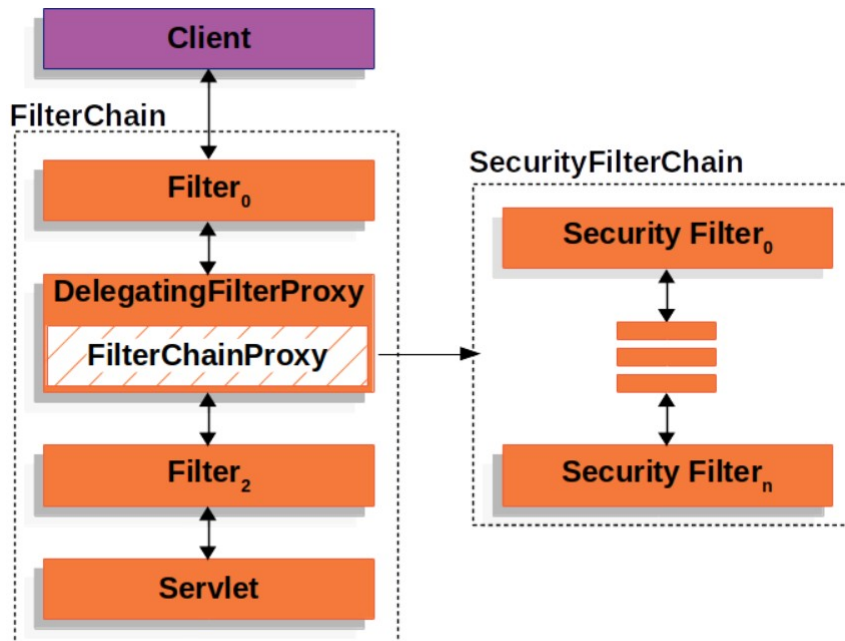 Client
FilterChain
Filter₀
DelegatingFilterProxy
FilterChainProxy
Filter₂
Servlet
SecurityFilterChain
Security Filter₀
Security Filterₙ